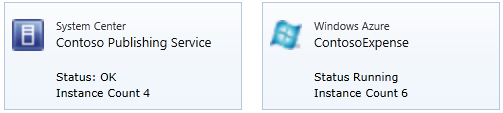 System Center
Contoso Publishing Service
Status: OK
Instance Count 4
Windows Azure
ContosoExpense
Status Running
Instance Count 6